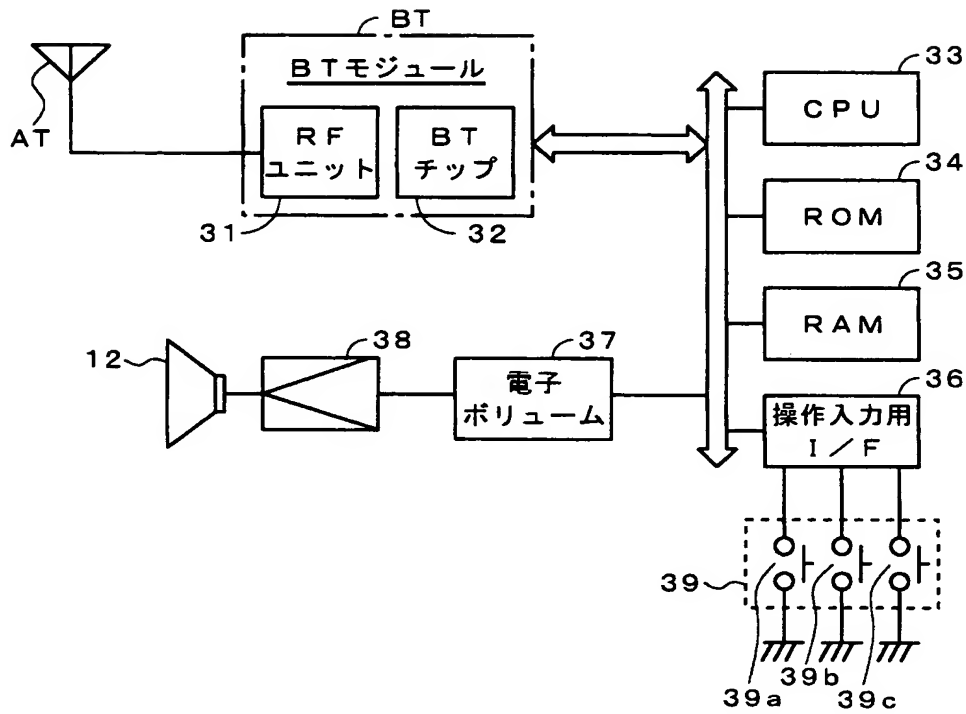 BT
BTモジュール
AT
RF
ユニット
BT
チップ
31
32
33
CPU
34
ROM
35
RAM
12
38
37
電子
ボリューム
36
操作入力用
I/F
39
39a
39b
39c